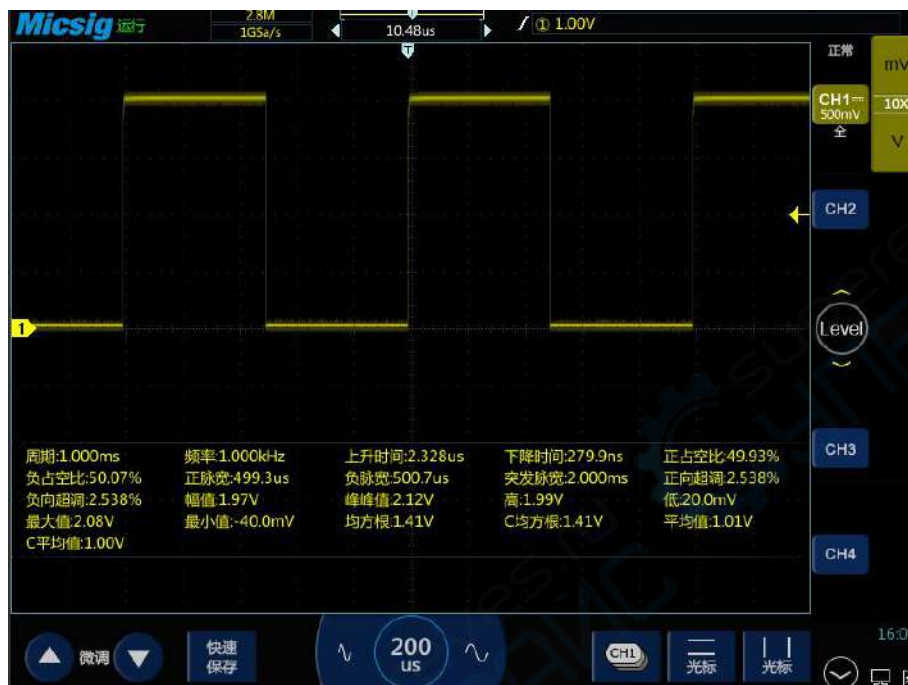 Micsig 运行
2.8M
1GSa/s
10.48us
① 1.00V
T
正常
mV
CH1
500mV
10X
全
V
CH2
1
Level
周期:1.000ms 频率:1.000kHz 上升时间:2.328us 下降时间:279.9ns 正占空比:49.93%
负占空比:50.07% 正脉宽:499.3us 负脉宽:500.7us 突发脉宽:2.000ms 正向超调:2.538%
负向超调:2.538% 幅值:1.97V 峰峰值:2.12V 高:1.99V 低:20.0mV
最大值:2.08V 最小值:-40.0mV 均方根:1.41V C均方根:1.41V 平均值:1.01V
C平均值:1.00V
CH3
CH4
微调
快速
保存
200
us
CH1
光标
光标
16:0